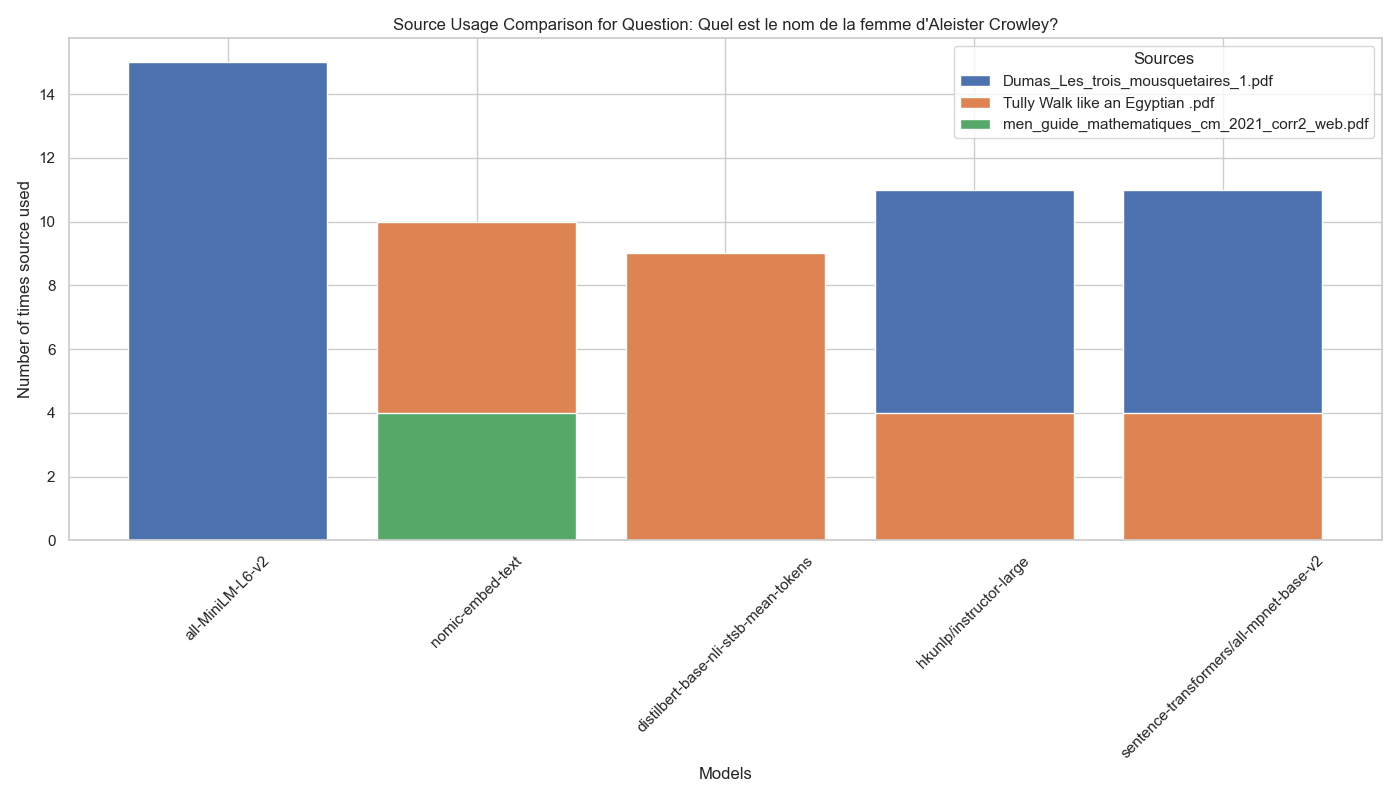 Source Usage Comparison for Question: Quel est le nom de la femme d'Aleister Crowley?
Sources
Dumas_Les_trois_mousquetaires_1.pdf
Tully Walk like an Egyptian .pdf
men_guide_mathematiques_cm_2021_corr2_web.pdf
Number of times source used
14
12
10
8
6
4
2
0
all-MiniLM-L6-v2
nomic-embed-text
distilbert-base-nli-stsb-mean-tokens
hkunlp/instructor-large
sentence-transformers/all-mpnet-base-v2
Models